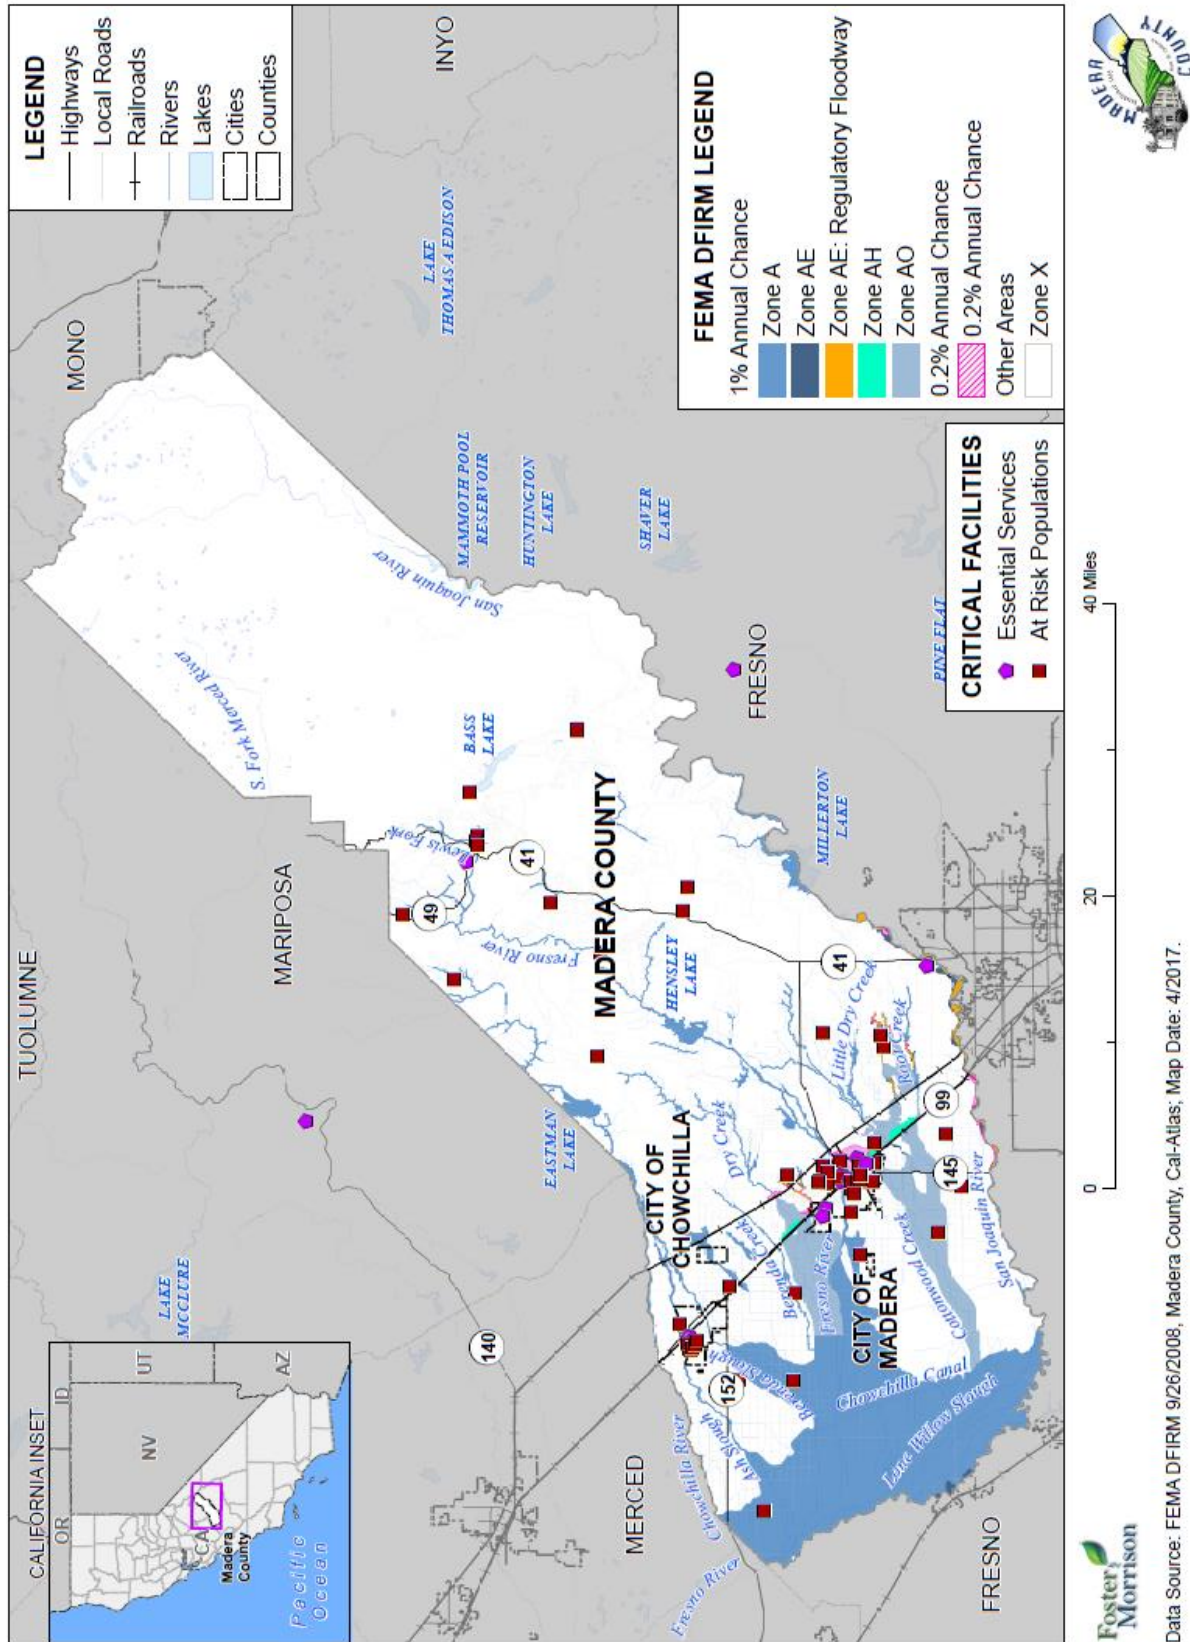 CALIFORNIA INSET
OR
ID
NV
UT
CA
AZ
Madera
County
Pacific
Ocean
LEGEND
Highways
Local Roads
Railroads
Rivers
Lakes
Cities
Counties
TUOLUMNE
MONO
INYO
MARIPOSA
MERCED
FRESNO
FRESNO
LAKE
MCCLURE
LAKE
THOMAS A EDISON
MAMMOTH POOL
RESERVOIR
HUNTINGTON
LAKE
SHAVER
LAKE
PINE FLAT
BASS
LAKE
MILLERTON
LAKE
HENSLEY
LAKE
EASTMAN
LAKE
S. Fork Merced River
San Joaquin River
Lewis Fork
Fresno River
MADERA COUNTY
CITY OF
CHOWCHILLA
CITY OF
MADERA
140
49
41
41
152
99
145
Dry Creek
Little Dry Creek
Root Creek
Berenda Creek
Fresno River
Cottonwood Creek
San Joaquin River
Berenda Slough
Ash Slough
Chowchilla River
Fresno River
Chowchilla Canal
Lone Willow Slough
FEMA DFIRM LEGEND
1% Annual Chance
Zone A
Zone AE
Zone AE: Regulatory Floodway
Zone AH
Zone AO
0.2% Annual Chance
0.2% Annual Chance
Other Areas
Zone X
CRITICAL FACILITIES
Essential Services
At Risk Populations
0
20
40 Miles
Foster
Morrison
MADERA
COUNTY
Data Source: FEMA DFIRM 9/26/2008, Madera County, Cal-Atlas; Map Date: 4/2017.